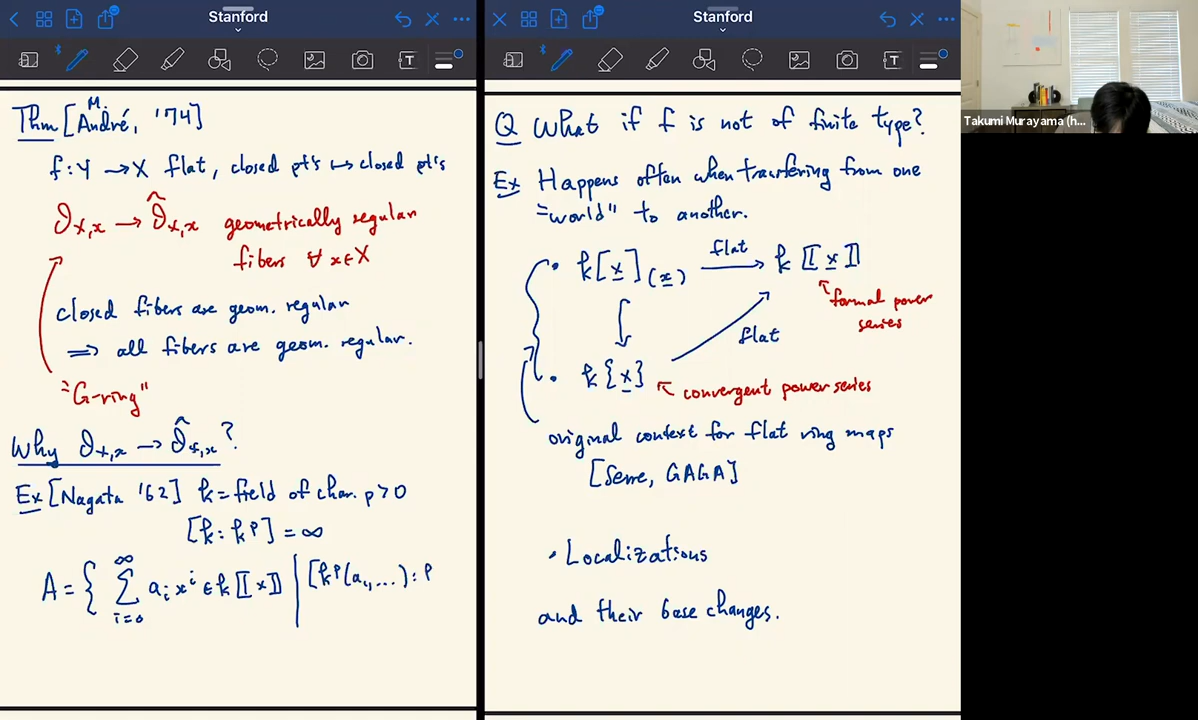 Stanford
Thm [M. André, '74]
f: Y → X flat, closed pt's ↦ closed pt's
𝒪_{X,x} → 𝒪̂_{X,x} geometrically regular
fibers ∀ x∈X
closed fibers are geom. regular
⟹ all fibers are geom. regular.
"G-ring"
Why 𝒪_{X,x} → 𝒪̂_{X,x}?
Ex [Nagata '62] k = field of char. p>0
[k: k^p] = ∞
A = { ∑_{i=0}^∞ a_i x^i ∈ k[[x]] | [k^p(a_1, ...): p
Stanford
Q What if f is not of finite type?
Ex Happens often when transfering from one
"world" to another.
• k[x]_(x) flat → k[[x]]
formal power
series
flat
• k{x} convergent power series
original context for flat ring maps
[Serre, GAGA]
• Localizations
and their base changes.
Takumi Murayama (h...